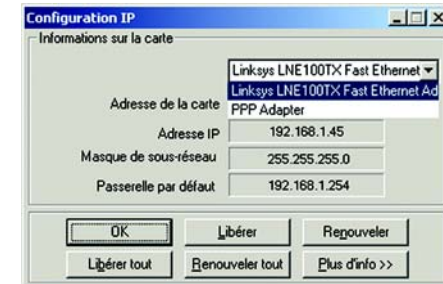 Configuration IP
Informations sur la carte
Linksys LNE100TX Fast Ethernet
Linksys LNE100TX Fast Ethernet Ad
PPP Adapter
Adresse de la carte
Adresse IP 192.168.1.45
Masque de sous-réseau 255.255.255.0
Passerelle par défaut 192.168.1.254
OK Libérer Renouveler
Libérer tout Renouveler tout Plus d'info >>